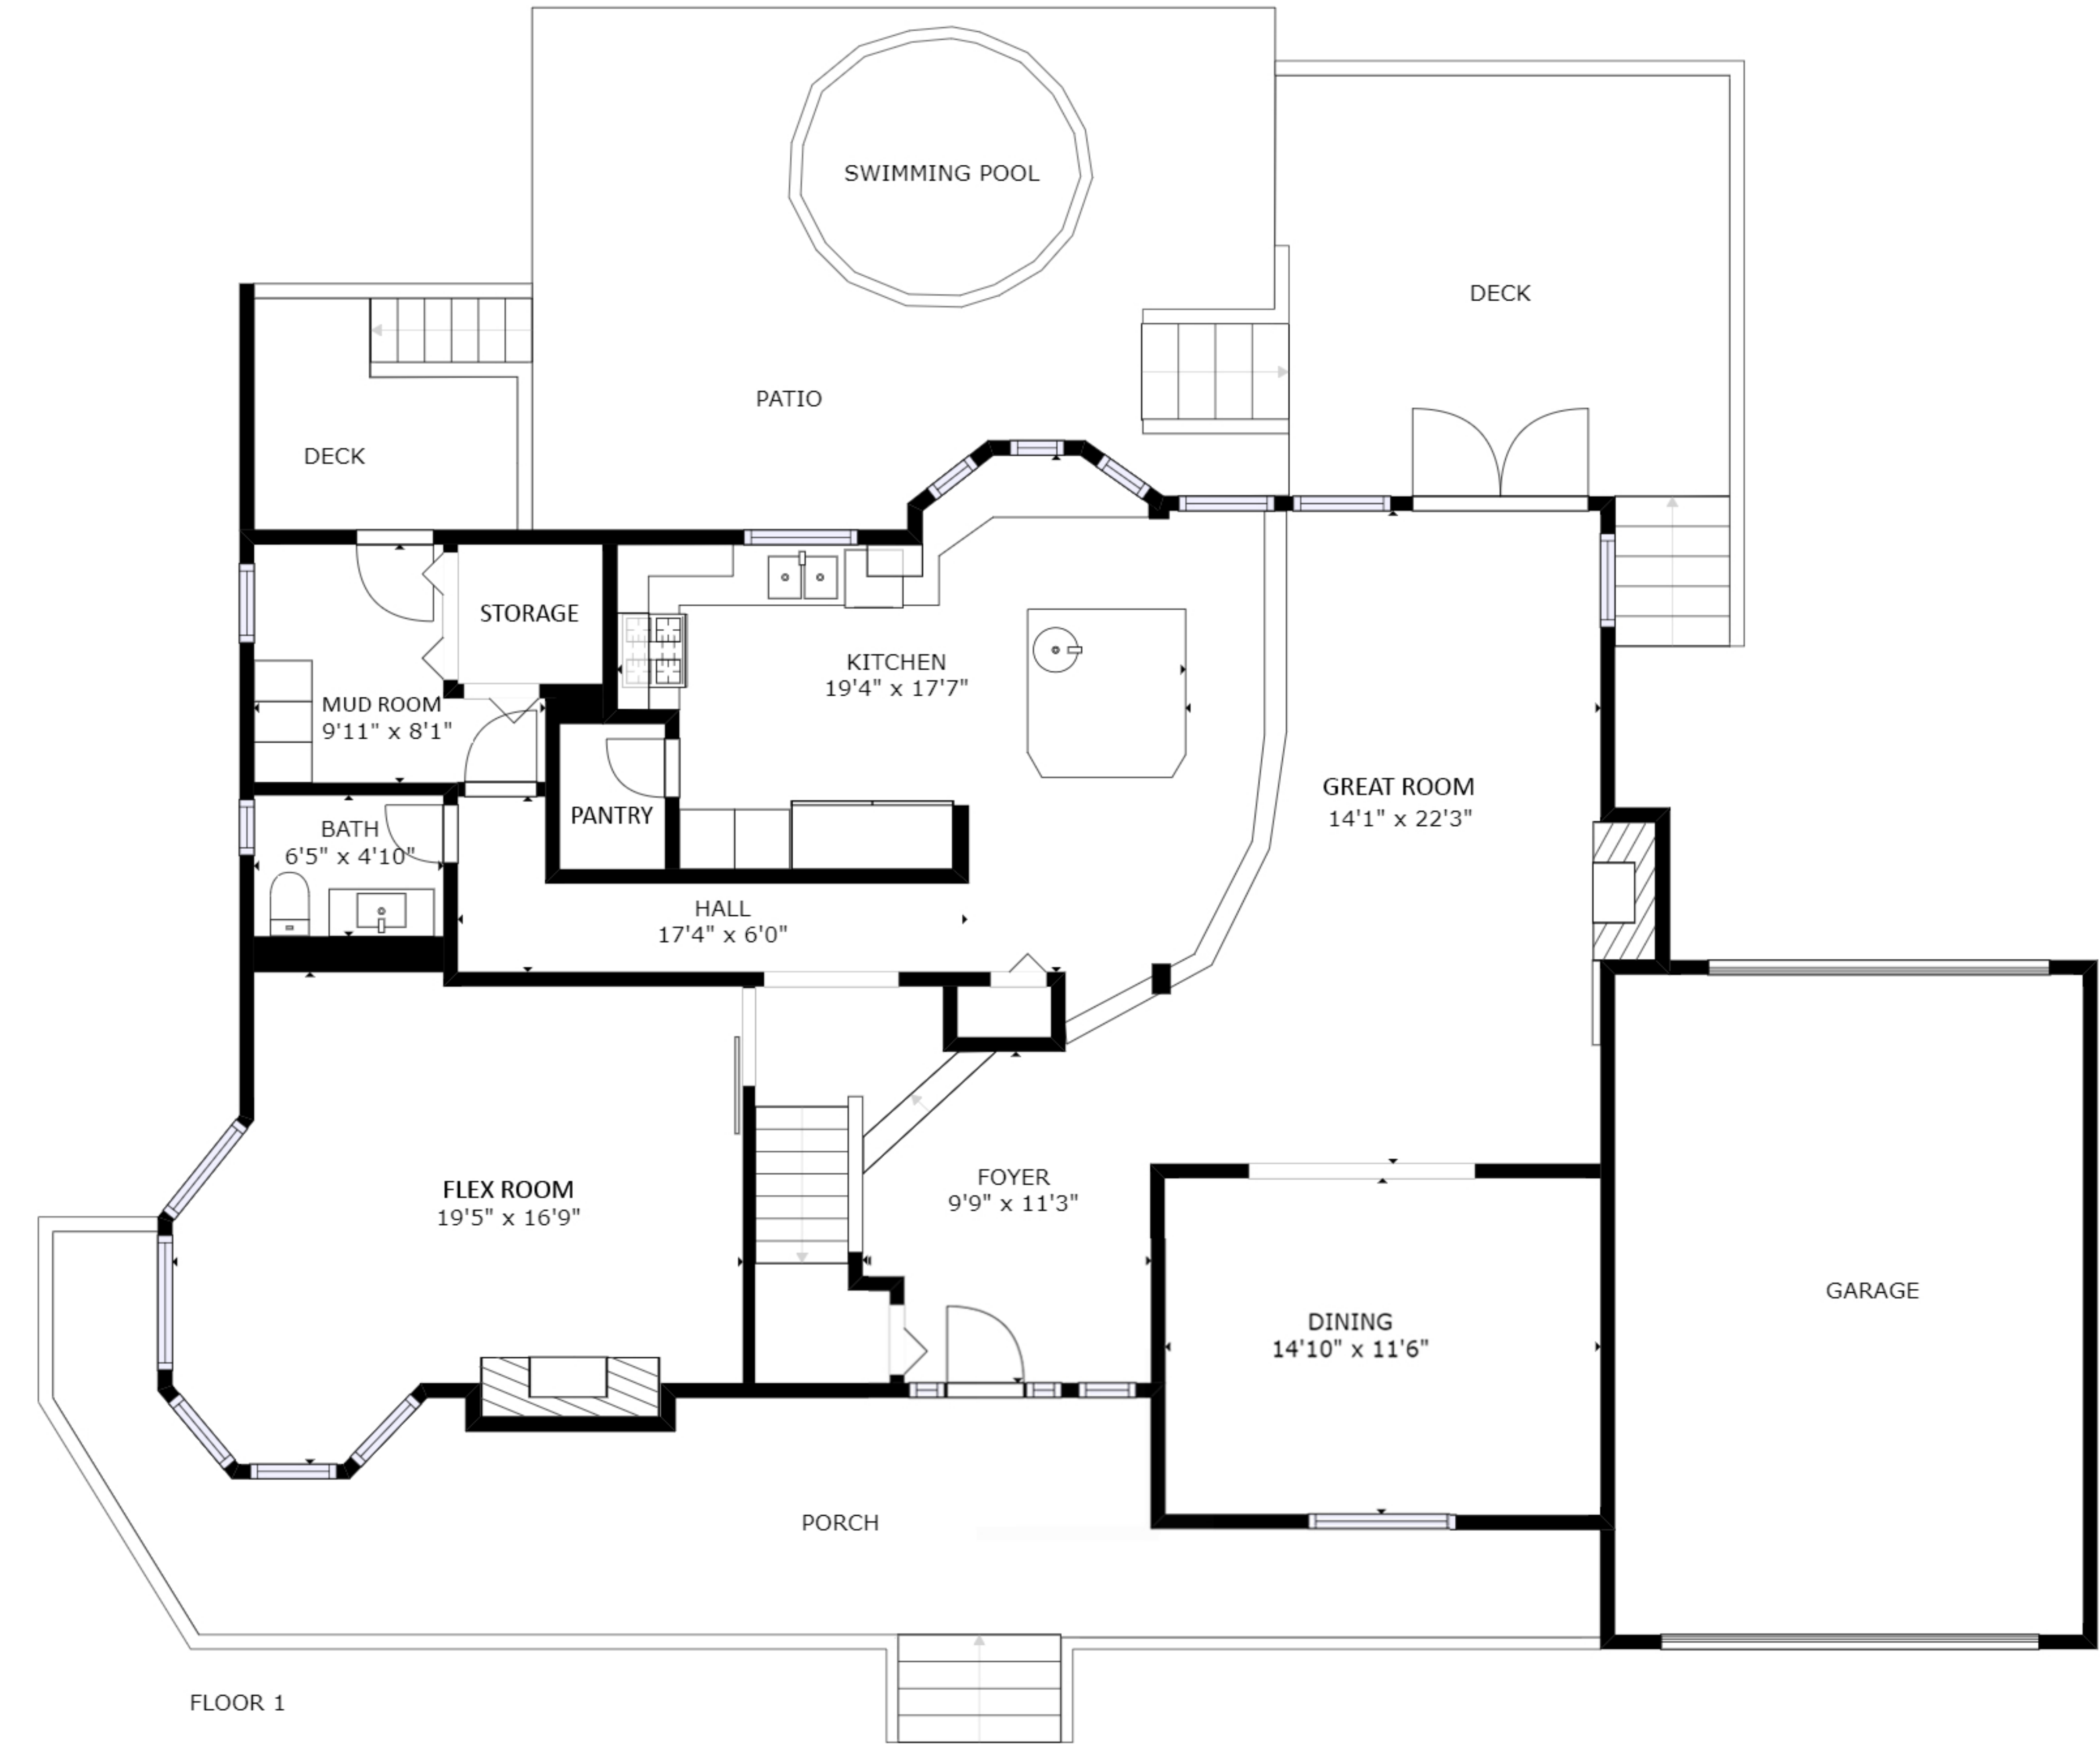 SWIMMING POOL
DECK
PATIO
DECK
STORAGE
KITCHEN
19'4" x 17'7"
MUD ROOM
9'11" x 8'1"
GREAT ROOM
14'1" x 22'3"
PANTRY
BATH
6'5" x 4'10"
HALL
17'4" x 6'0"
FOYER
9'9" x 11'3"
FLEX ROOM
19'5" x 16'9"
GARAGE
DINING
14'10" x 11'6"
PORCH
FLOOR 1